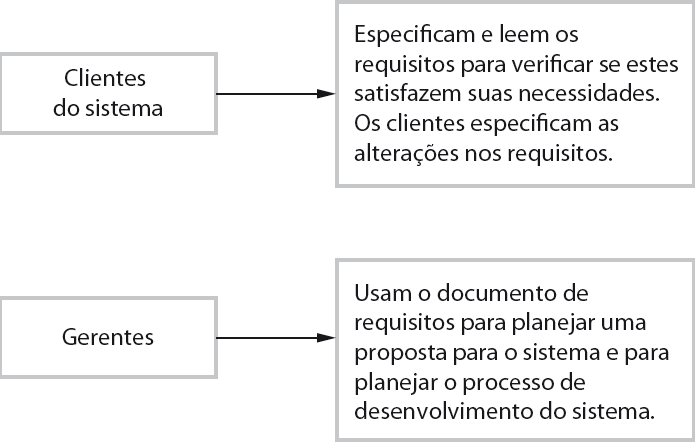 Clientes
do sistema
Especificam e leem os
requisitos para verificar se estes
satisfazem suas necessidades.
Os clientes especificam as
alterações nos requisitos.
Gerentes
Usam o documento de
requisitos para planejar uma
proposta para o sistema e para
planejar o processo de
desenvolvimento do sistema.